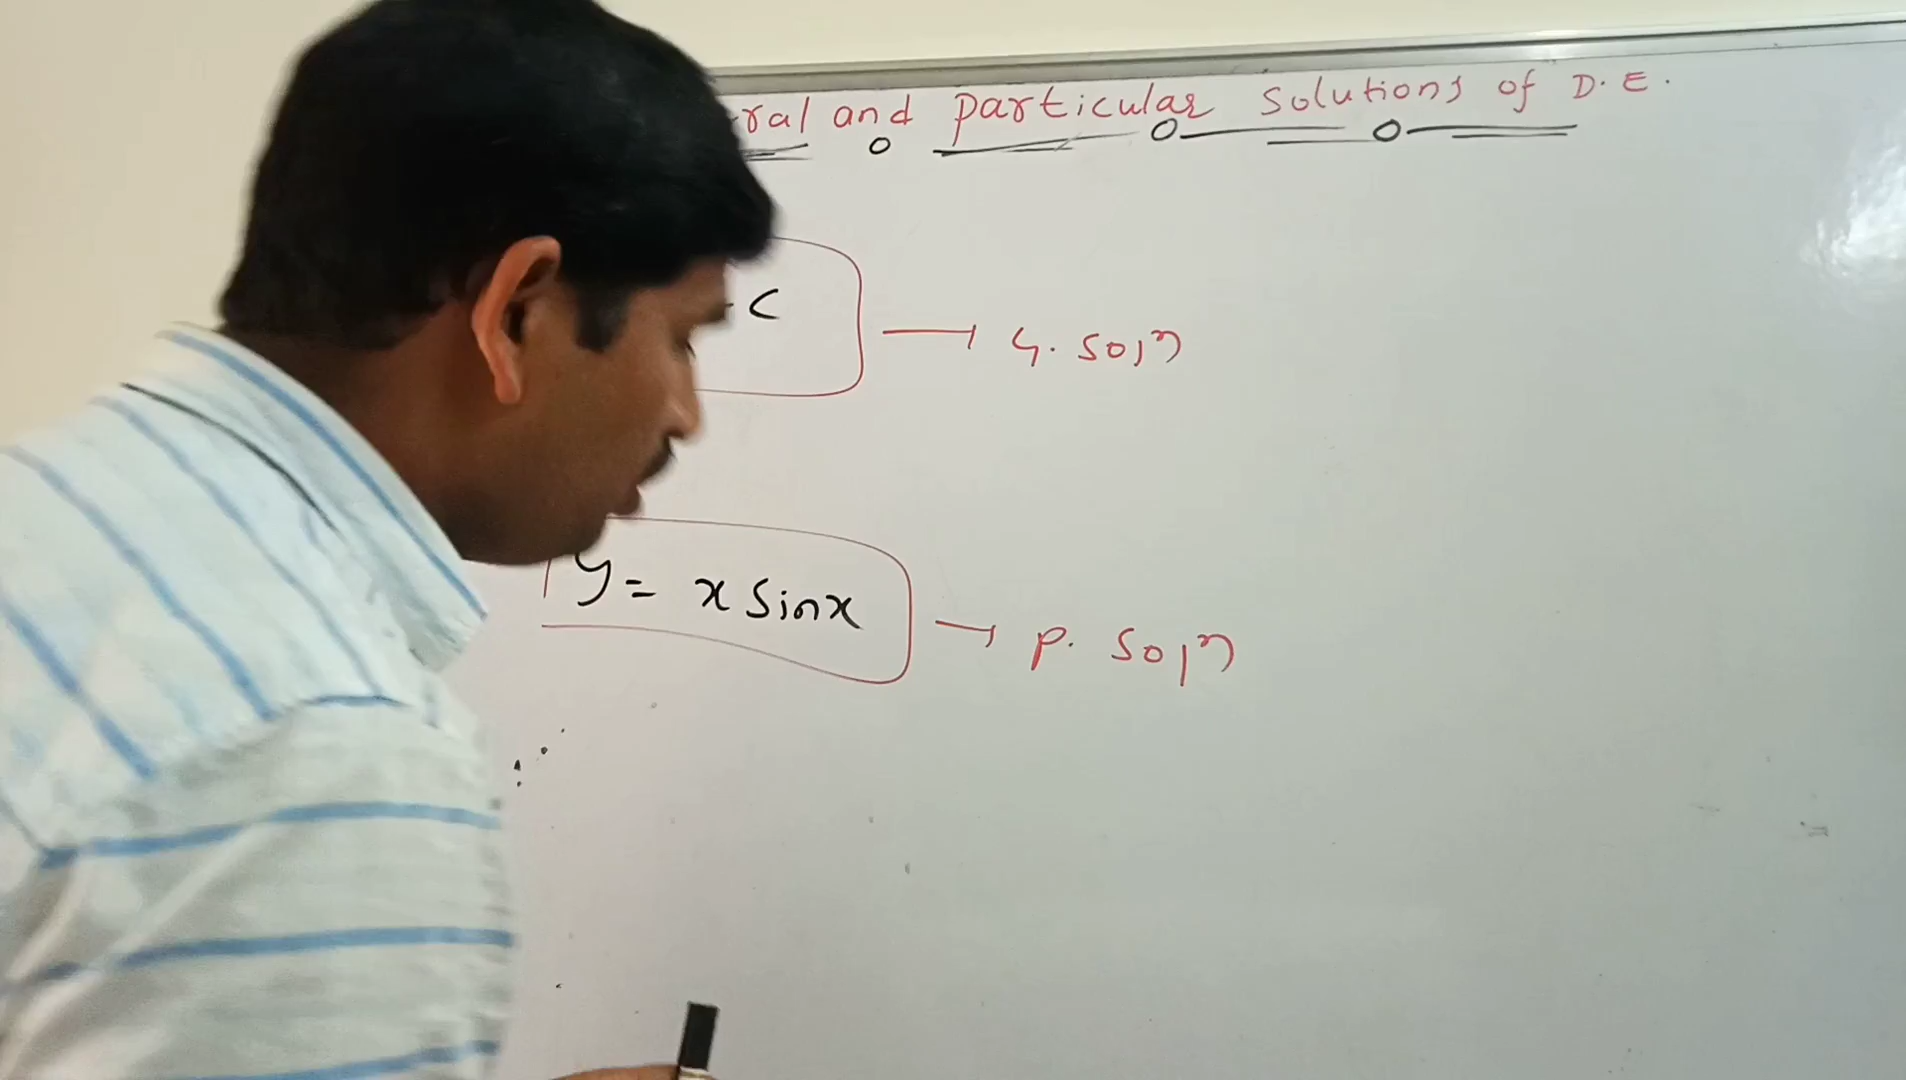 ral and particular solutions of D.E.
C → G. soln
y = x sinx → p. soln